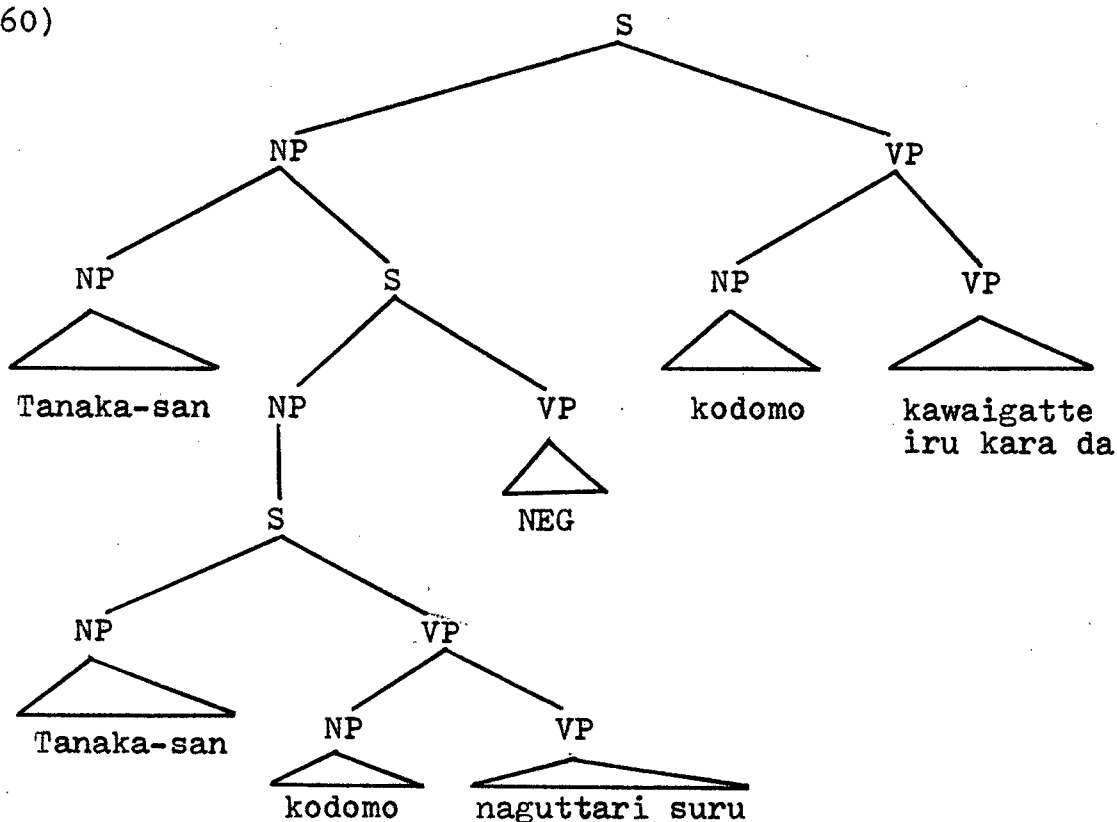 60)
S
NP VP
NP S NP VP
Tanaka-san NP VP kodomo kawaigatte
iru kara da
S NEG
NP VP
Tanaka-san NP VP
kodomo naguttari suru